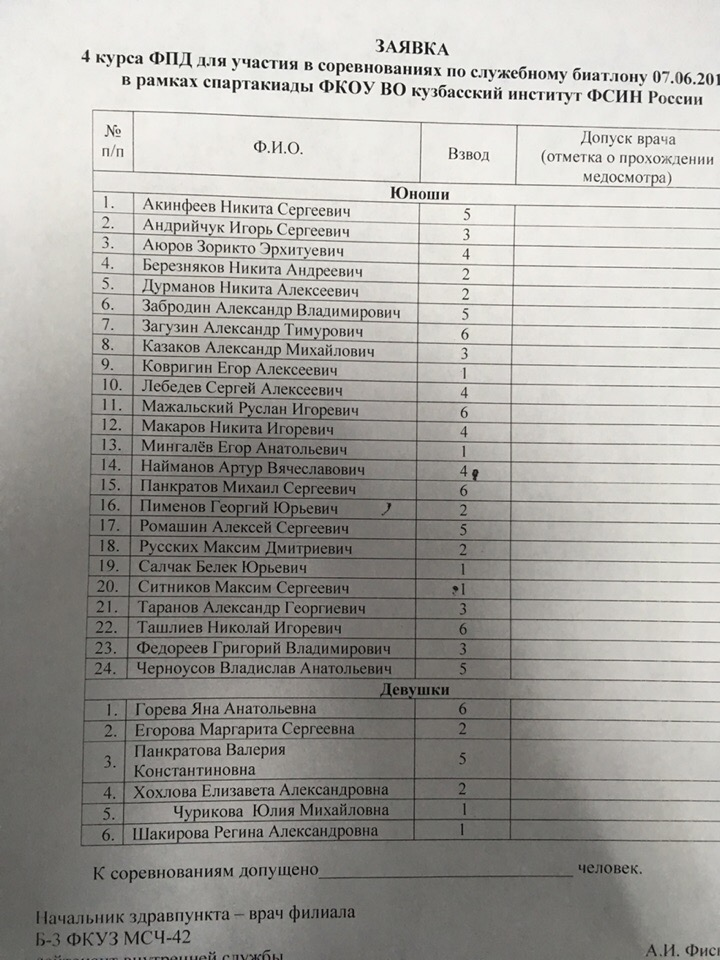 ЗАЯВКА
4 курса ФПД для участия в соревнованиях по служебному биатлону 07.06.201
в рамках спартакиады ФКОУ ВО кузбасский институт ФСИН России
№ п/п Ф.И.О. Взвод Допуск врача (отметка о прохождении медосмотра)
Юноши
1. Акинфеев Никита Сергеевич 5
2. Андрийчук Игорь Сергеевич 3
3. Аюров Зорикто Эрхитуевич 4
4. Березняков Никита Андреевич 2
5. Дурманов Никита Алексеевич 2
6. Забродин Александр Владимирович 5
7. Загузин Александр Тимурович 6
8. Казаков Александр Михайлович 3
9. Ковригин Егор Алексеевич 1
10. Лебедев Сергей Алексеевич 4
11. Мажальский Руслан Игоревич 6
12. Макаров Никита Игоревич 4
13. Мингалёв Егор Анатольевич 1
14. Найманов Артур Вячеславович 4
15. Панкратов Михаил Сергеевич 6
16. Пименов Георгий Юрьевич 2
17. Ромашин Алексей Сергеевич 5
18. Русских Максим Дмитриевич 2
19. Салчак Белек Юрьевич 1
20. Ситников Максим Сергеевич 1
21. Таранов Александр Георгиевич 3
22. Ташлиев Николай Игоревич 6
23. Федореев Григорий Владимирович 3
24. Черноусов Владислав Анатольевич 5
Девушки
1. Горева Яна Анатольевна 6
2. Егорова Маргарита Сергеевна 2
3. Панкратова Валерия Константиновна 5
4. Хохлова Елизавета Александровна 2
5. Чурикова Юлия Михайловна 1
6. Шакирова Регина Александровна 1
К соревнованиям допущено____________________ человек.
Начальник здравпункта – врач филиала
Б-3 ФКУЗ МСЧ-42
внутренней службы
А.И. Фиск